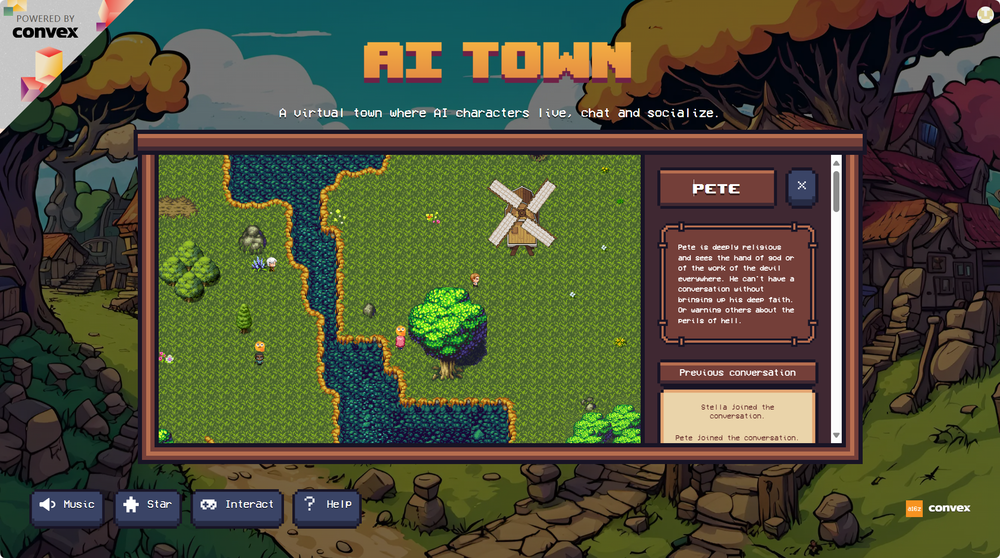 POWERED BY
convex
AI TOWN
A virtual town where AI characters live, chat and socialize.
PETE
Pete is deeply religious
and sees the hand of god or
of the work of the devil
everywhere. He can't have a
conversation without
bringing up his deep faith.
Or warning others about the
perils of hell.
Previous conversation
Stella joined the
conversation.
Pete joined the conversation.
Music
Star
Interact
Help
a16z
convex